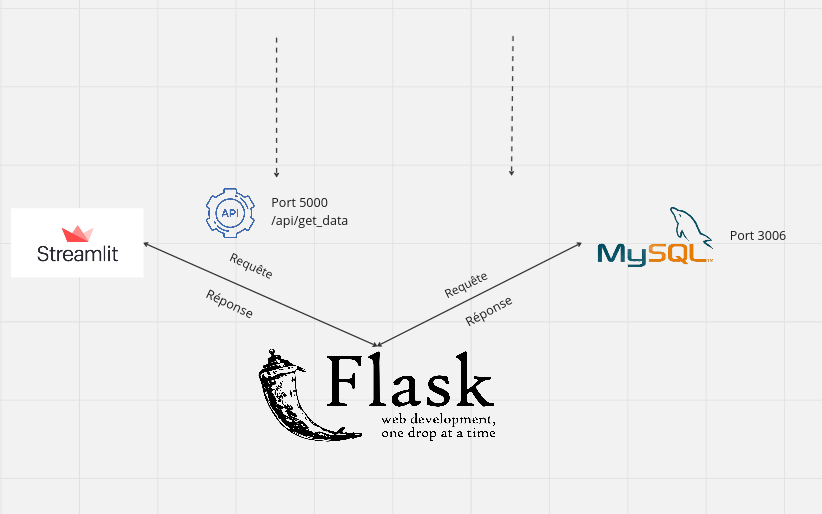 Port 5000
/api/get_data
API
Streamlit
Port 3006
MySQL
TM
Requête
Réponse
Requête
Réponse
Flask
web development,
one drop at a time